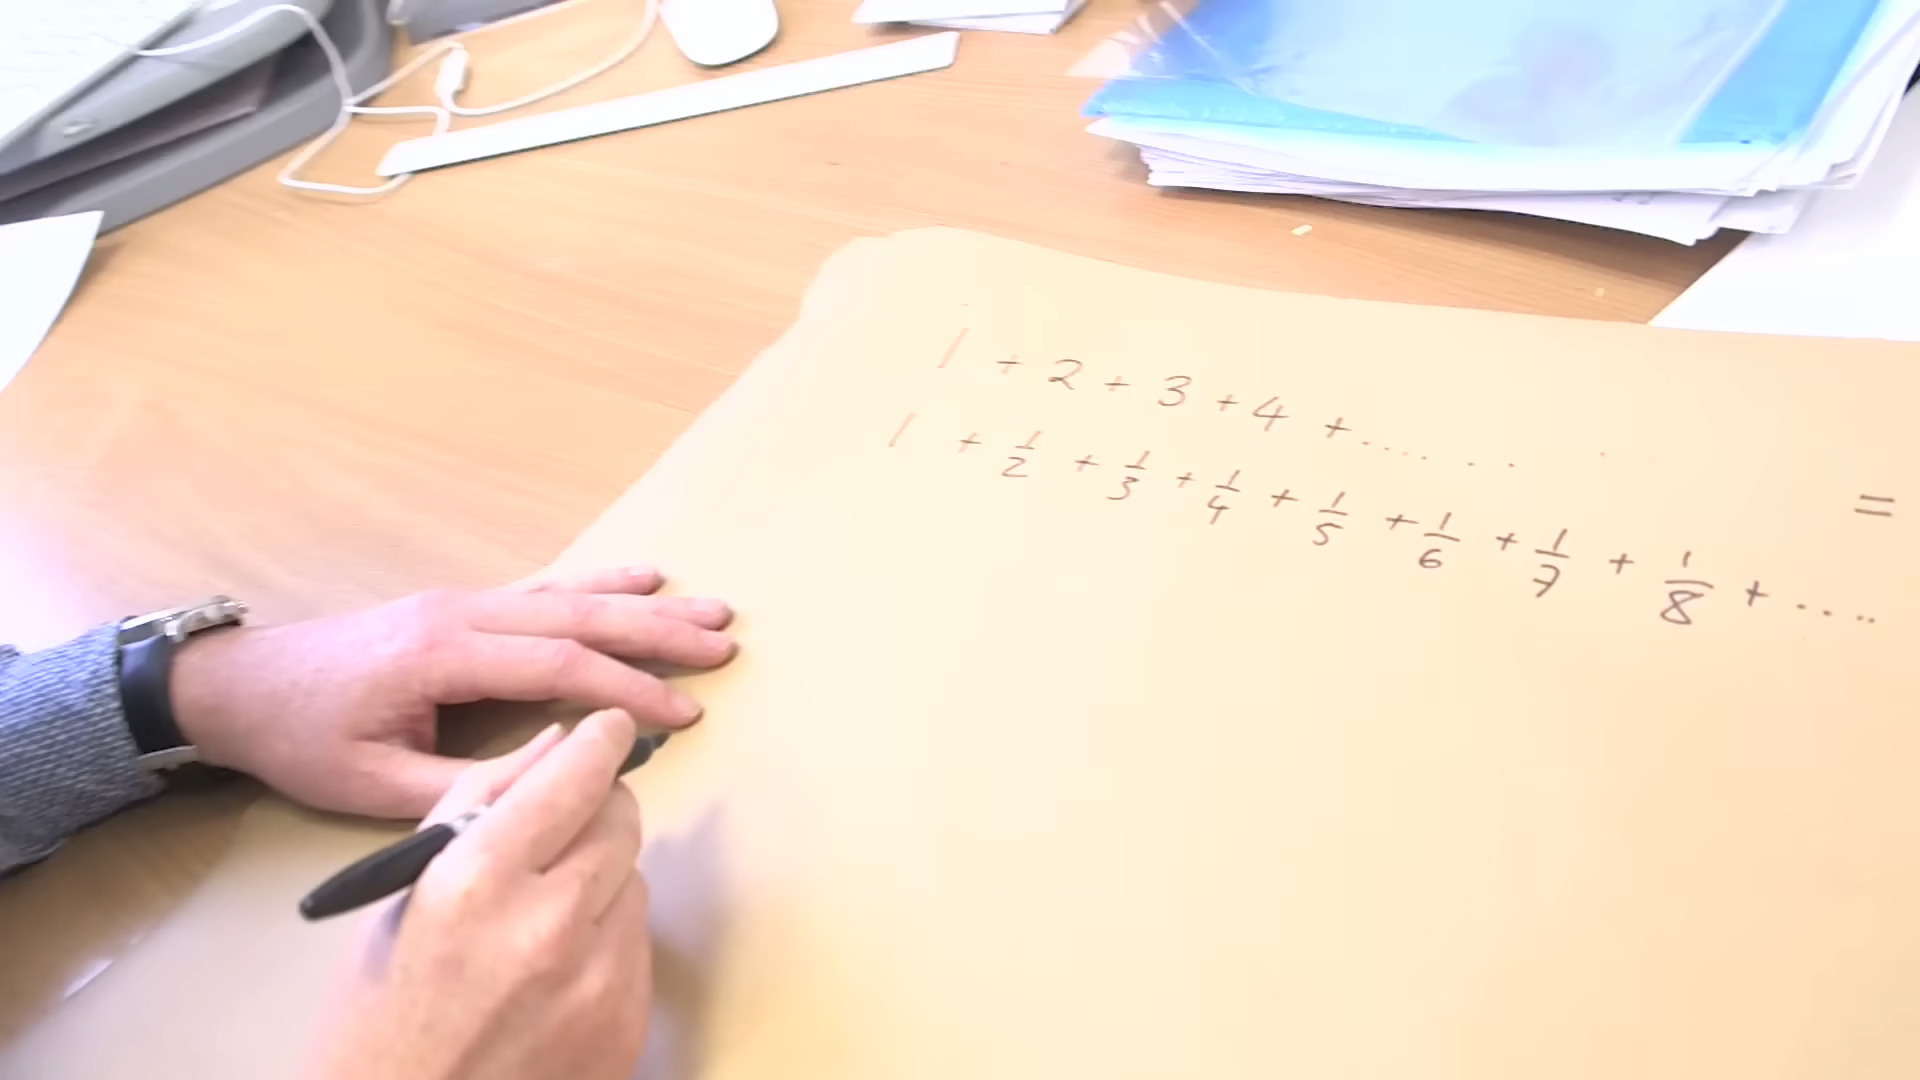 1 + 2 + 3 + 4 + ....... =
1 + 1/2 + 1/3 + 1/4 + 1/5 + 1/6 + 1/7 + 1/8 + .....